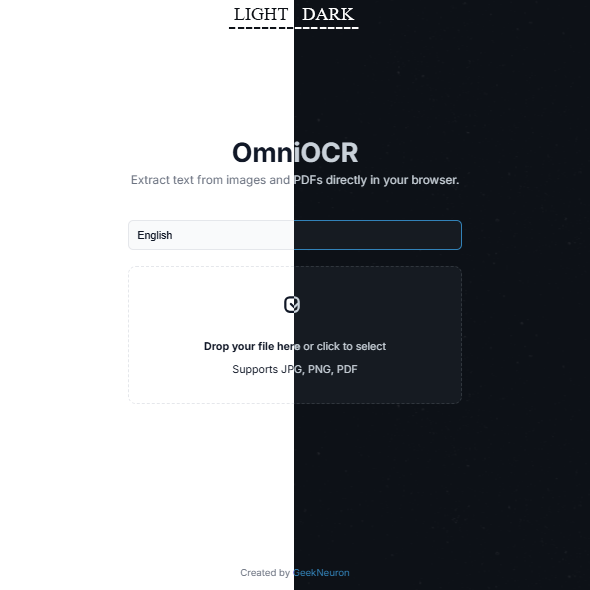 LIGHT DARK
OmniOCR
Extract text from images and PDFs directly in your browser.
English
Drop your file here or click to select
Supports JPG, PNG, PDF
Created by GeekNeuron